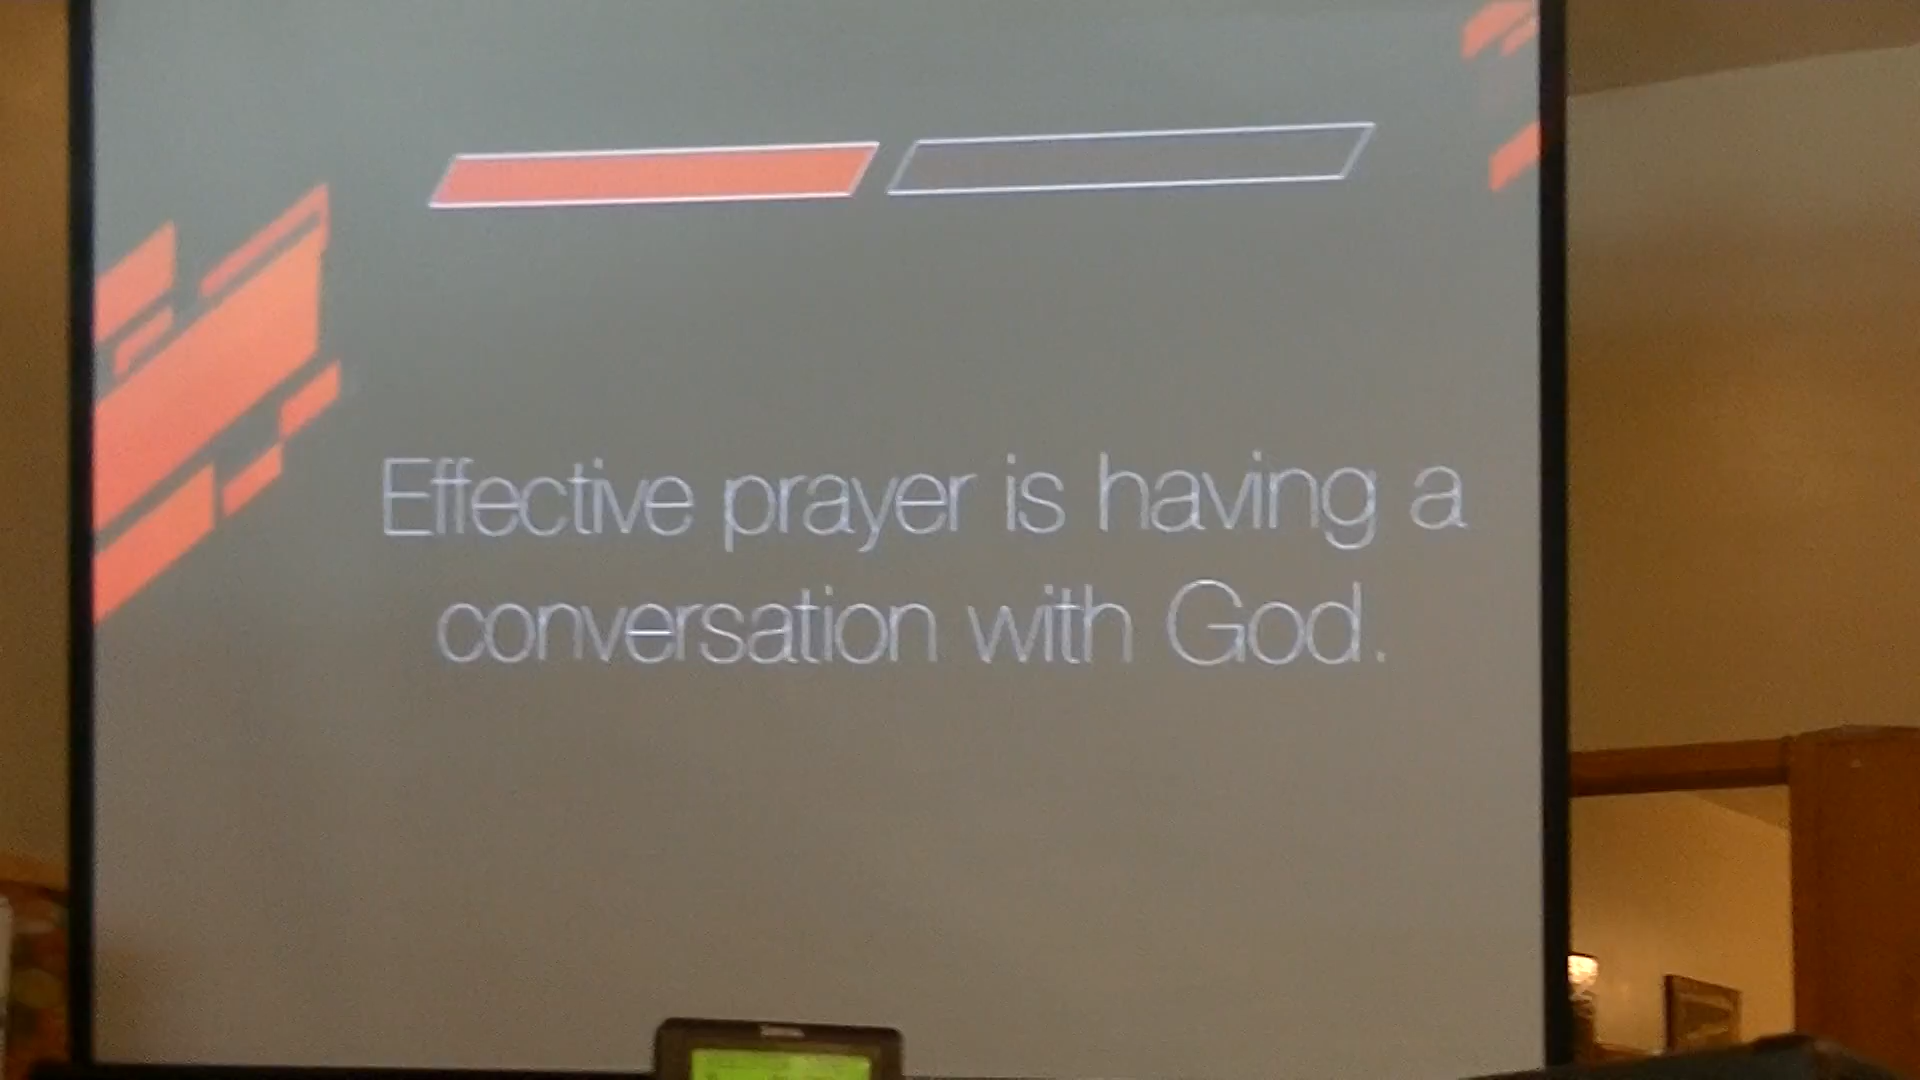 Effective prayer is having a
conversation with God.